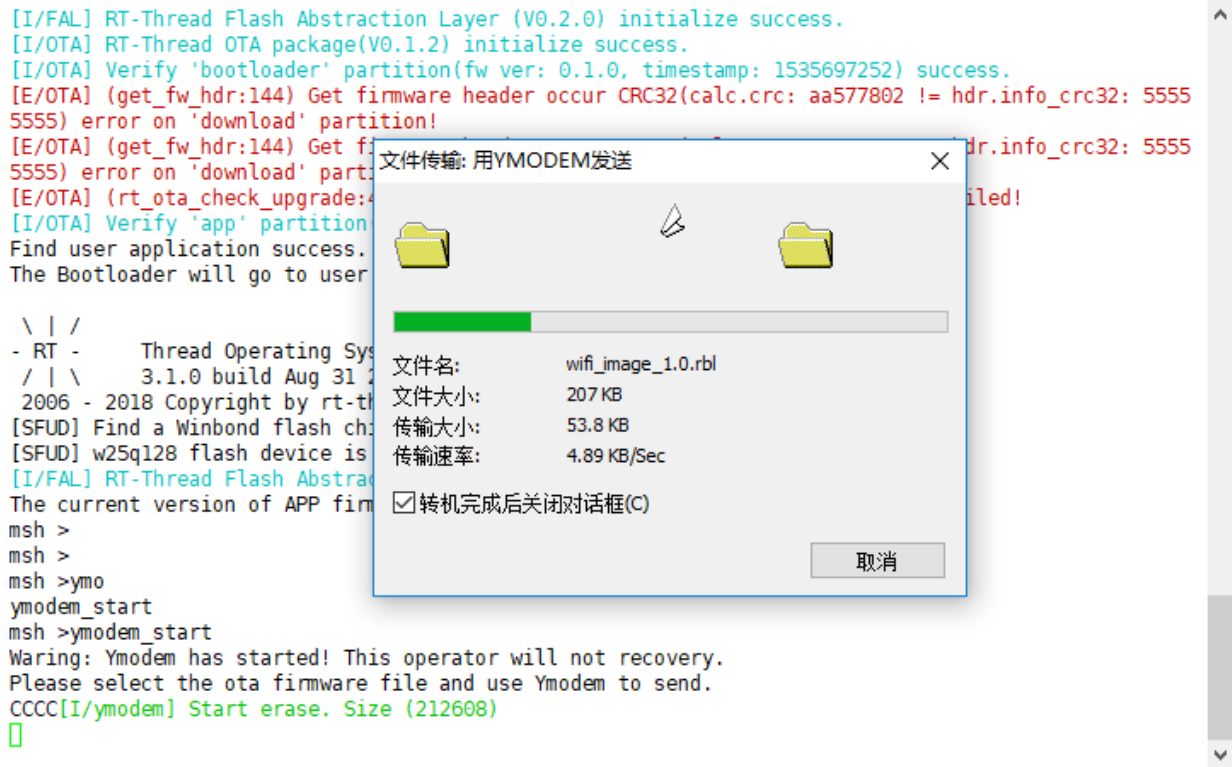 [I/FAL] RT-Thread Flash Abstraction Layer (V0.2.0) initialize success.
[I/OTA] RT-Thread OTA package(V0.1.2) initialize success.
[I/OTA] Verify 'bootloader' partition(fw ver: 0.1.0, timestamp: 1535697252) success.
[E/OTA] (get_fw_hdr:144) Get firmware header occur CRC32(calc.crc: aa577802 != hdr.info_crc32: 5555
5555) error on 'download' partition!
[E/OTA] (get_fw_hdr:144) Get fi hdr.info_crc32: 5555
5555) error on 'download' parti
[E/OTA] (rt_ota_check_upgrade:4 iled!
[I/OTA] Verify 'app' partition(
Find user application success.
The Bootloader will go to user
\ | /
- RT - Thread Operating Sys
/ | \ 3.1.0 build Aug 31 2
2006 - 2018 Copyright by rt-th
[SFUD] Find a Winbond flash chi
[SFUD] w25q128 flash device is
[I/FAL] RT-Thread Flash Abstrac
The current version of APP firm
msh >
msh >
msh >ymo
ymodem_start
msh >ymodem_start
Waring: Ymodem has started! This operator will not recovery.
Please select the ota firmware file and use Ymodem to send.
CCCC[I/ymodem] Start erase. Size (212608)
文件传输: 用YMODEM发送
文件名: wifi_image_1.0.rbl
文件大小: 207 KB
传输大小: 53.8 KB
传输速率: 4.89 KB/Sec
转机完成后关闭对话框(C)
取消